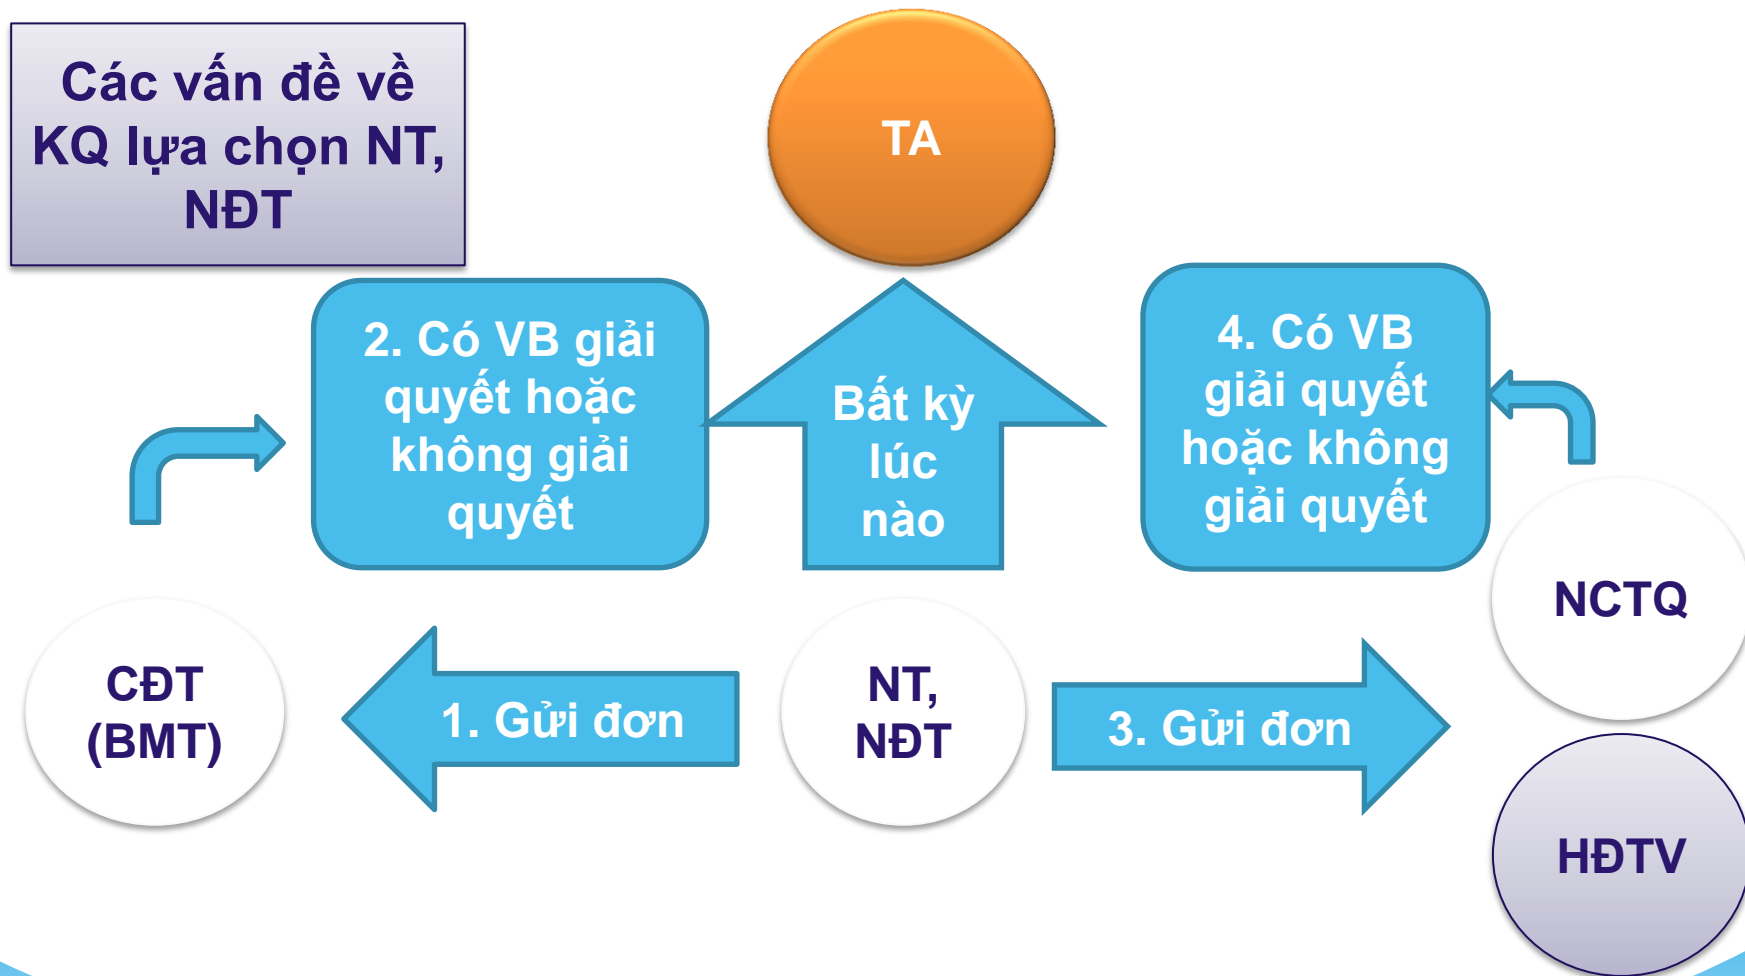 Các vấn đề về
KQ lựa chọn NT,
NĐT
TA
2. Có VB giải
quyết hoặc
không giải
quyết
Bất kỳ
lúc
nào
4. Có VB
giải quyết
hoặc không
giải quyết
NCTQ
CĐT
(BMT)
1. Gửi đơn
NT,
NĐT
3. Gửi đơn
HĐTV